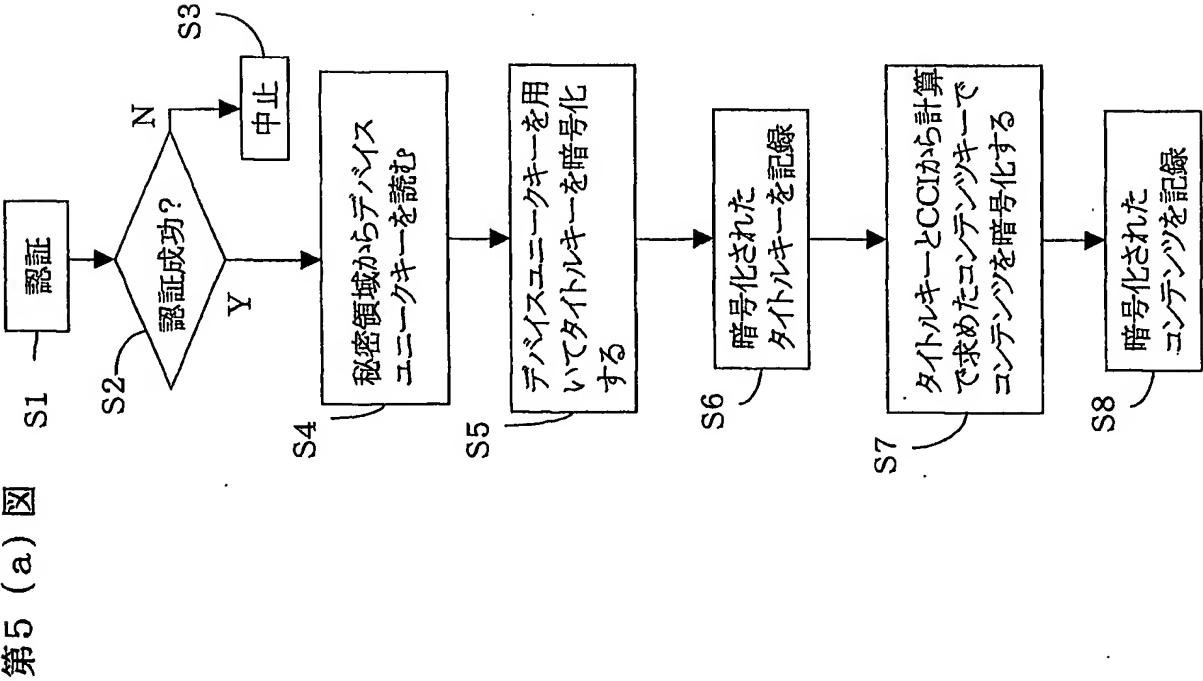 第5 (a) 図
S1
認証
S2
認証成功?
N
S3
中止
Y
S4
秘密領域からデバイス
ユニークキーを読む
S5
デバイスユニークキーを用
いてタイトルキーを暗号化
する
S6
暗号化された
タイトルキーを記録
S7
タイトルキーとCCIから計算
で求めたコンテンツキーで
コンテンツを暗号化する
S8
暗号化された
コンテンツを記録